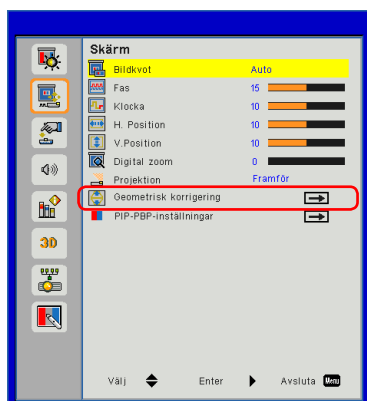 Skärm
Bildkvot Auto
Fas 15
Klocka 10
H. Position 10
V.Position 10
Digital zoom 0
Projektion Framför
Geometrisk korrigering
PIP-PBP-inställningar
3D
Välj Enter Avsluta Menu